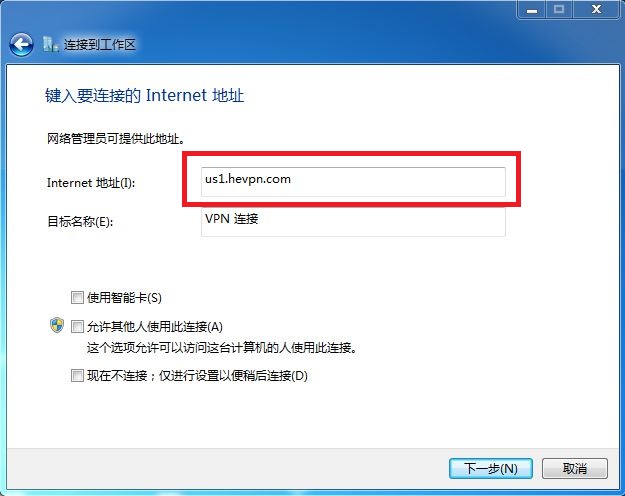 连接到工作区
键入要连接的 Internet 地址
网络管理员可提供此地址。
Internet 地址(I):
us1.hevpn.com
目标名称(E):
VPN 连接
使用智能卡(S)
允许其他人使用此连接(A)
这个选项允许可以访问这台计算机的人使用此连接。
现在不连接；仅进行设置以便稍后连接(D)
下一步(N)
取消